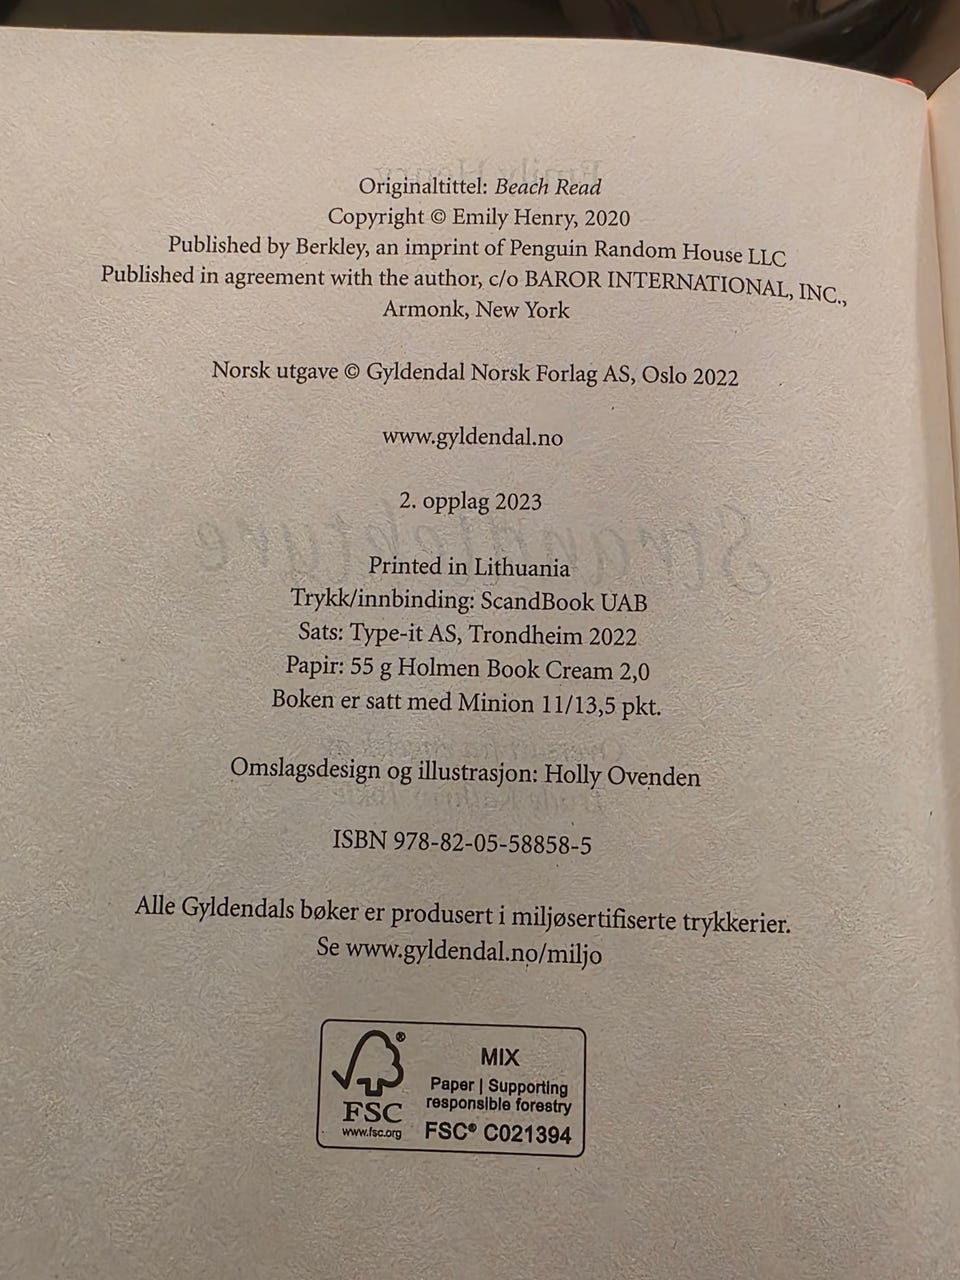 Originaltittel: Beach Read
Copyright © Emily Henry, 2020
Published by Berkley, an imprint of Penguin Random House LLC
Published in agreement with the author, c/o BAROR INTERNATIONAL, INC.,
Armonk, New York
Norsk utgave © Gyldendal Norsk Forlag AS, Oslo 2022
www.gyldendal.no
2. opplag 2023
Printed in Lithuania
Trykk/innbinding: ScandBook UAB
Sats: Type-it AS, Trondheim 2022
Papir: 55 g Holmen Book Cream 2,0
Boken er satt med Minion 11/13,5 pkt.
Omslagsdesign og illustrasjon: Holly Ovenden
ISBN 978-82-05-58858-5
Alle Gyldendals bøker er produsert i miljøsertifiserte trykkerier.
Se www.gyldendal.no/miljo
MIX
Paper | Supporting
responsible forestry
FSC® C021394
®
FSC
www.fsc.org